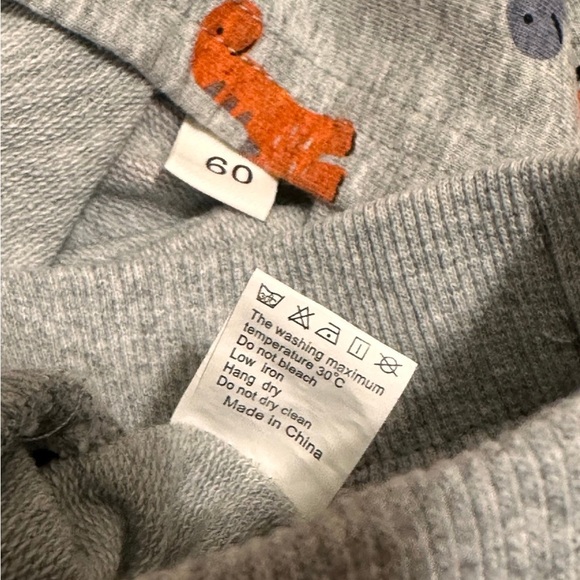 60
The washing maximum
temperature 30°C
Do not bleach
Low Iron
Hang dry
Do not dry clean
Made in China